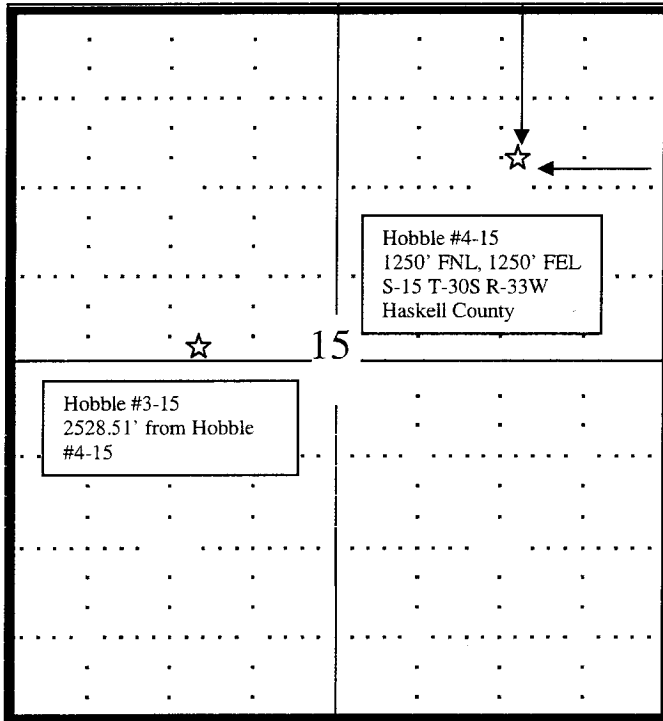 Hobble #4-15
1250' FNL, 1250' FEL
S-15 T-30S R-33W
Haskell County
15
Hobble #3-15
2528.51' from Hobble
#4-15